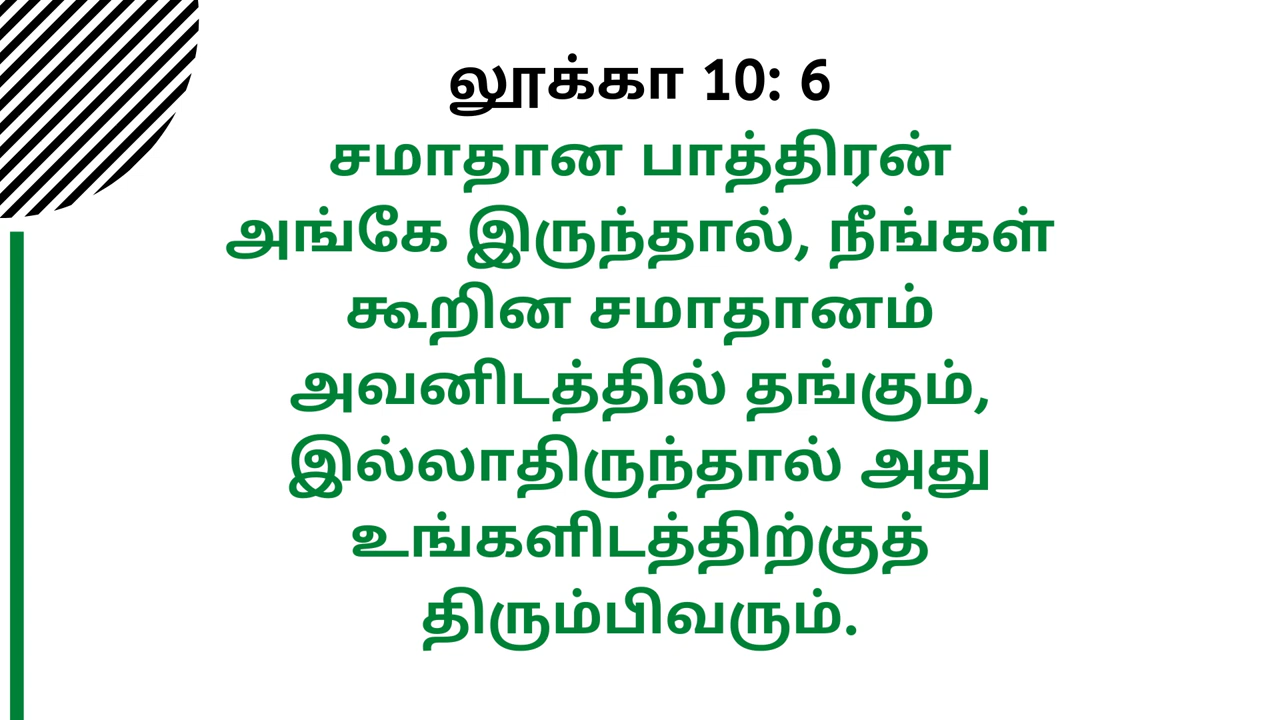 லூக்கா 10: 6
சமாதான பாத்திரன்
அங்கே இருந்தால், நீங்கள்
கூறின சமாதானம்
அவனிடத்தில் தங்கும்,
இல்லாதிருந்தால் அது
உங்களிடத்திற்குத்
திரும்பிவரும்.